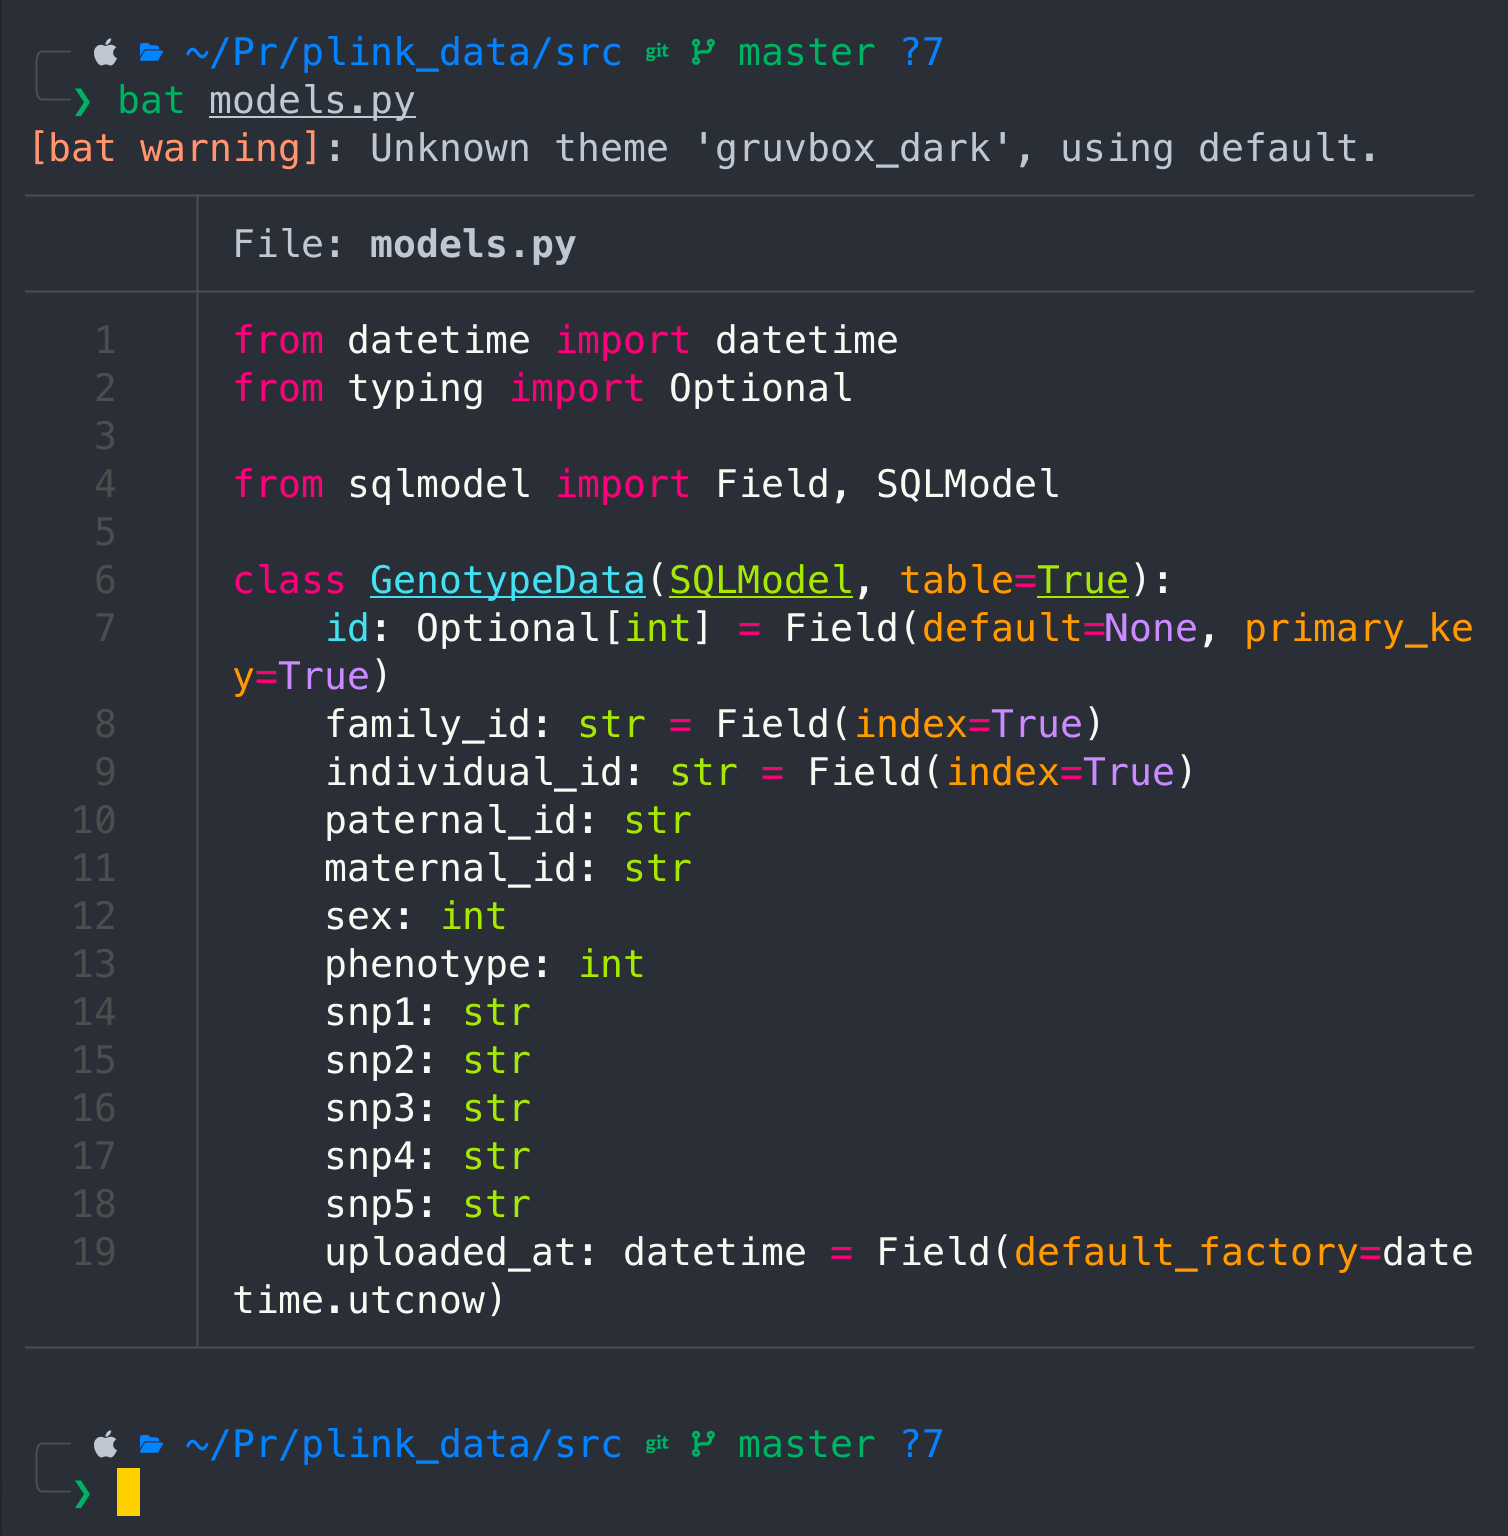 ~/Pr/plink_data/src git master ?7
❯ bat models.py
[bat warning]: Unknown theme 'gruvbox_dark', using default.
File: models.py
1 from datetime import datetime
2 from typing import Optional
3
4 from sqlmodel import Field, SQLModel
5
6 class GenotypeData(SQLModel, table=True):
7     id: Optional[int] = Field(default=None, primary_ke
y=True)
8     family_id: str = Field(index=True)
9     individual_id: str = Field(index=True)
10     paternal_id: str
11     maternal_id: str
12     sex: int
13     phenotype: int
14     snp1: str
15     snp2: str
16     snp3: str
17     snp4: str
18     snp5: str
19     uploaded_at: datetime = Field(default_factory=date
time.utcnow)
~/Pr/plink_data/src git master ?7
❯